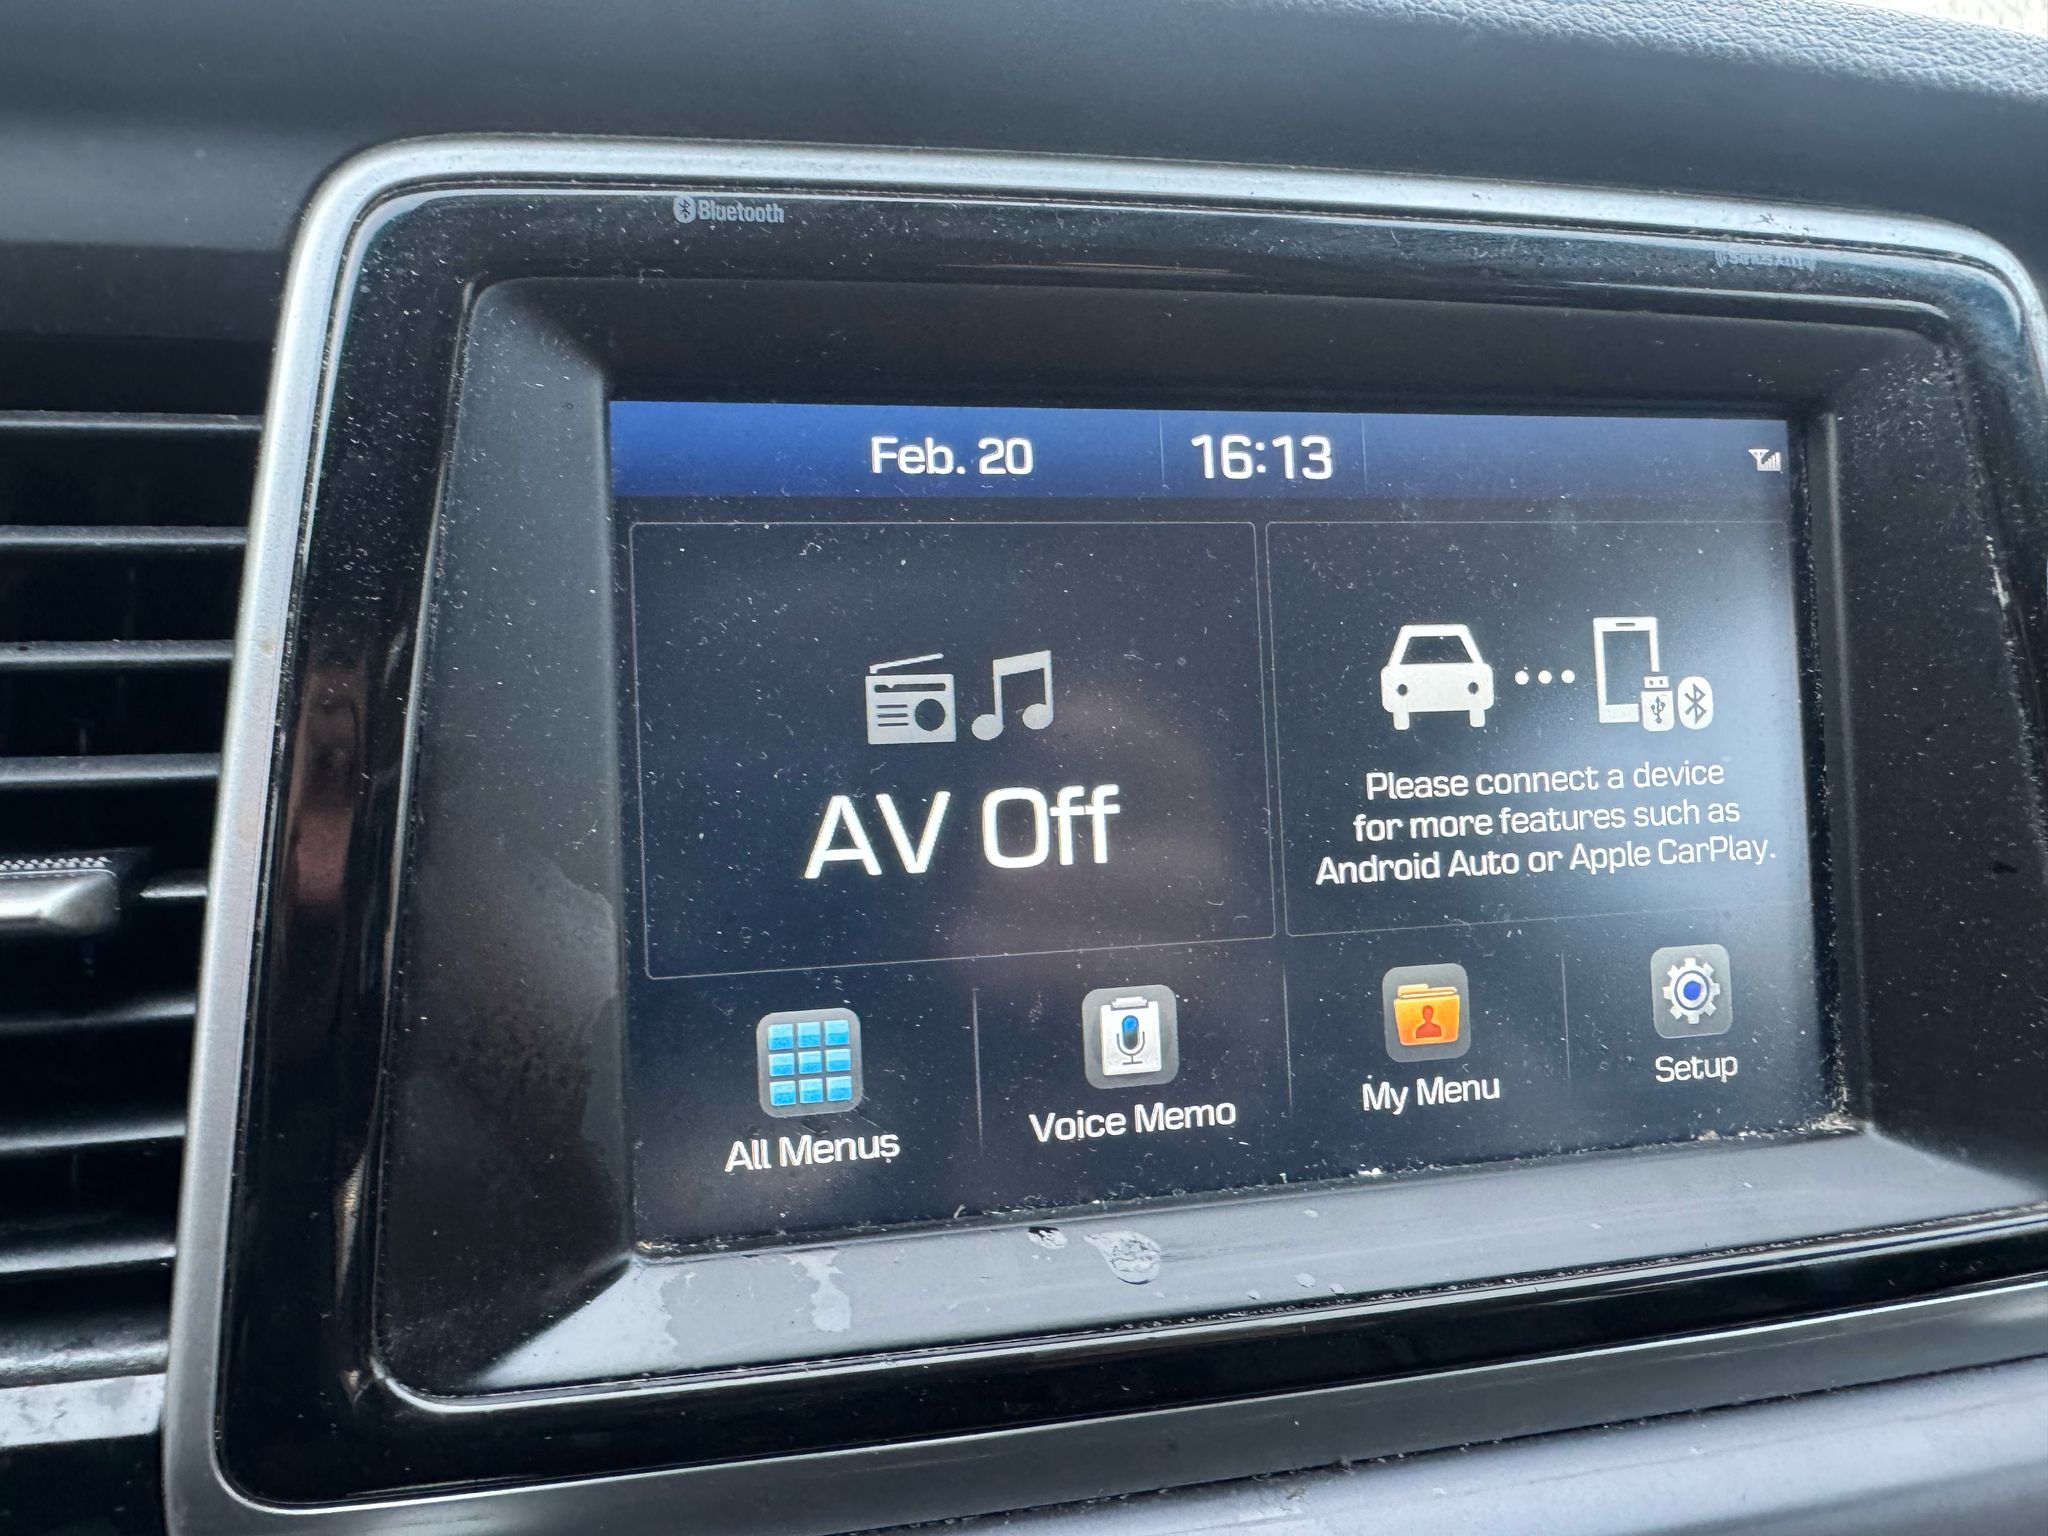 Bluetooth
Feb. 20
16:13
AV Off
Please connect a device
for more features such as
Android Auto or Apple CarPlay.
All Menus
Voice Memo
My Menu
Setup